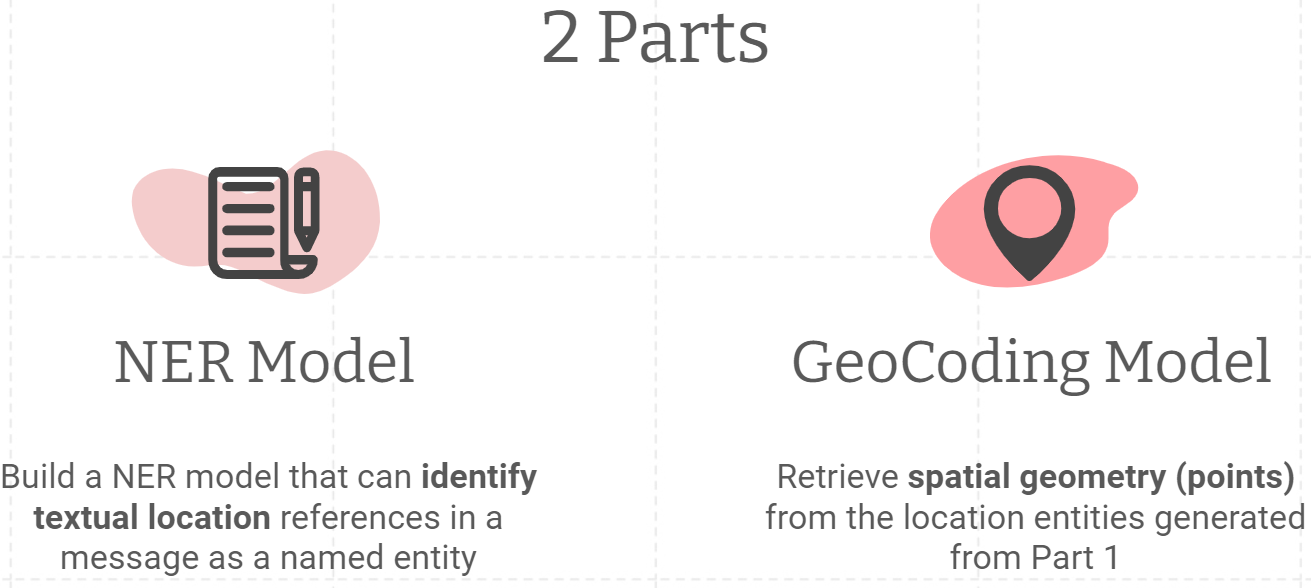 2 Parts
NER Model
Build a NER model that can identify
textual location references in a
message as a named entity
GeoCoding Model
Retrieve spatial geometry (points)
from the location entities generated
from Part 1